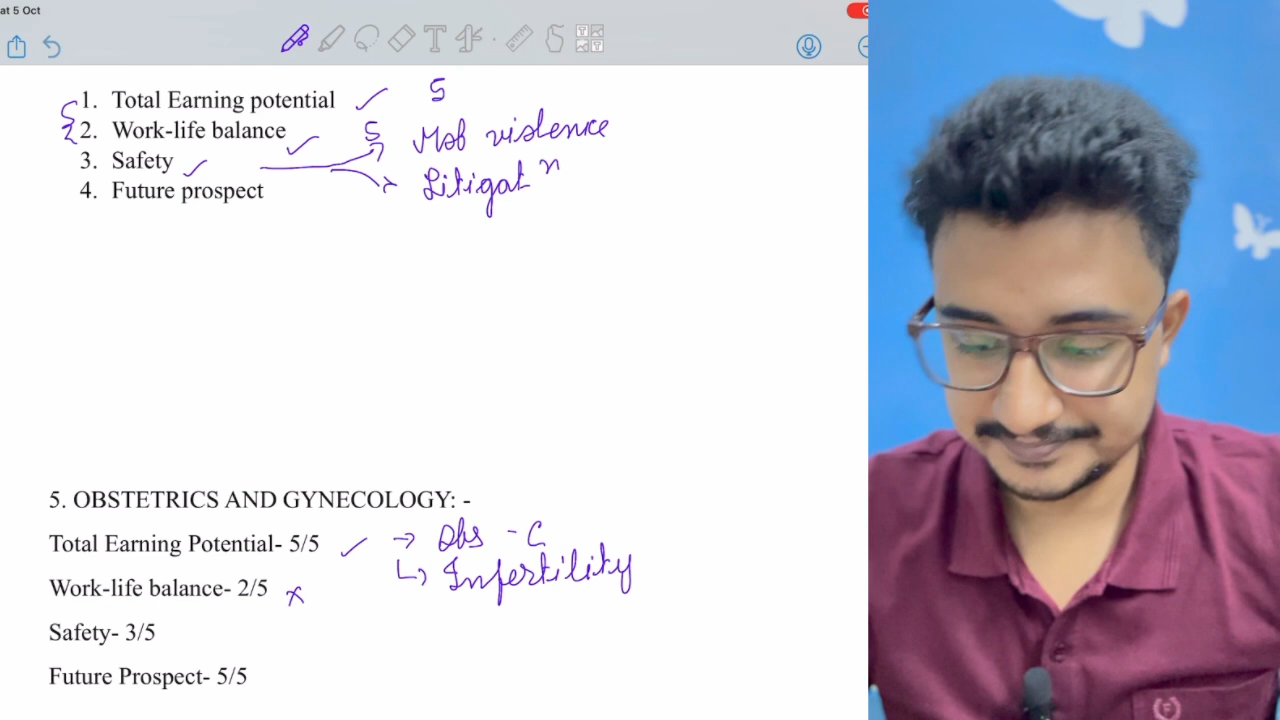 at 5 Oct
1. Total Earning potential ✓ 5
2. Work-life balance ✓ 5 Mob violence
3. Safety ✓
4. Future prospect Litigat n
5. OBSTETRICS AND GYNECOLOGY: -
Total Earning Potential- 5/5 ✓ → Obs - C
Work-life balance- 2/5 x ↳ Infertility
Safety- 3/5
Future Prospect- 5/5